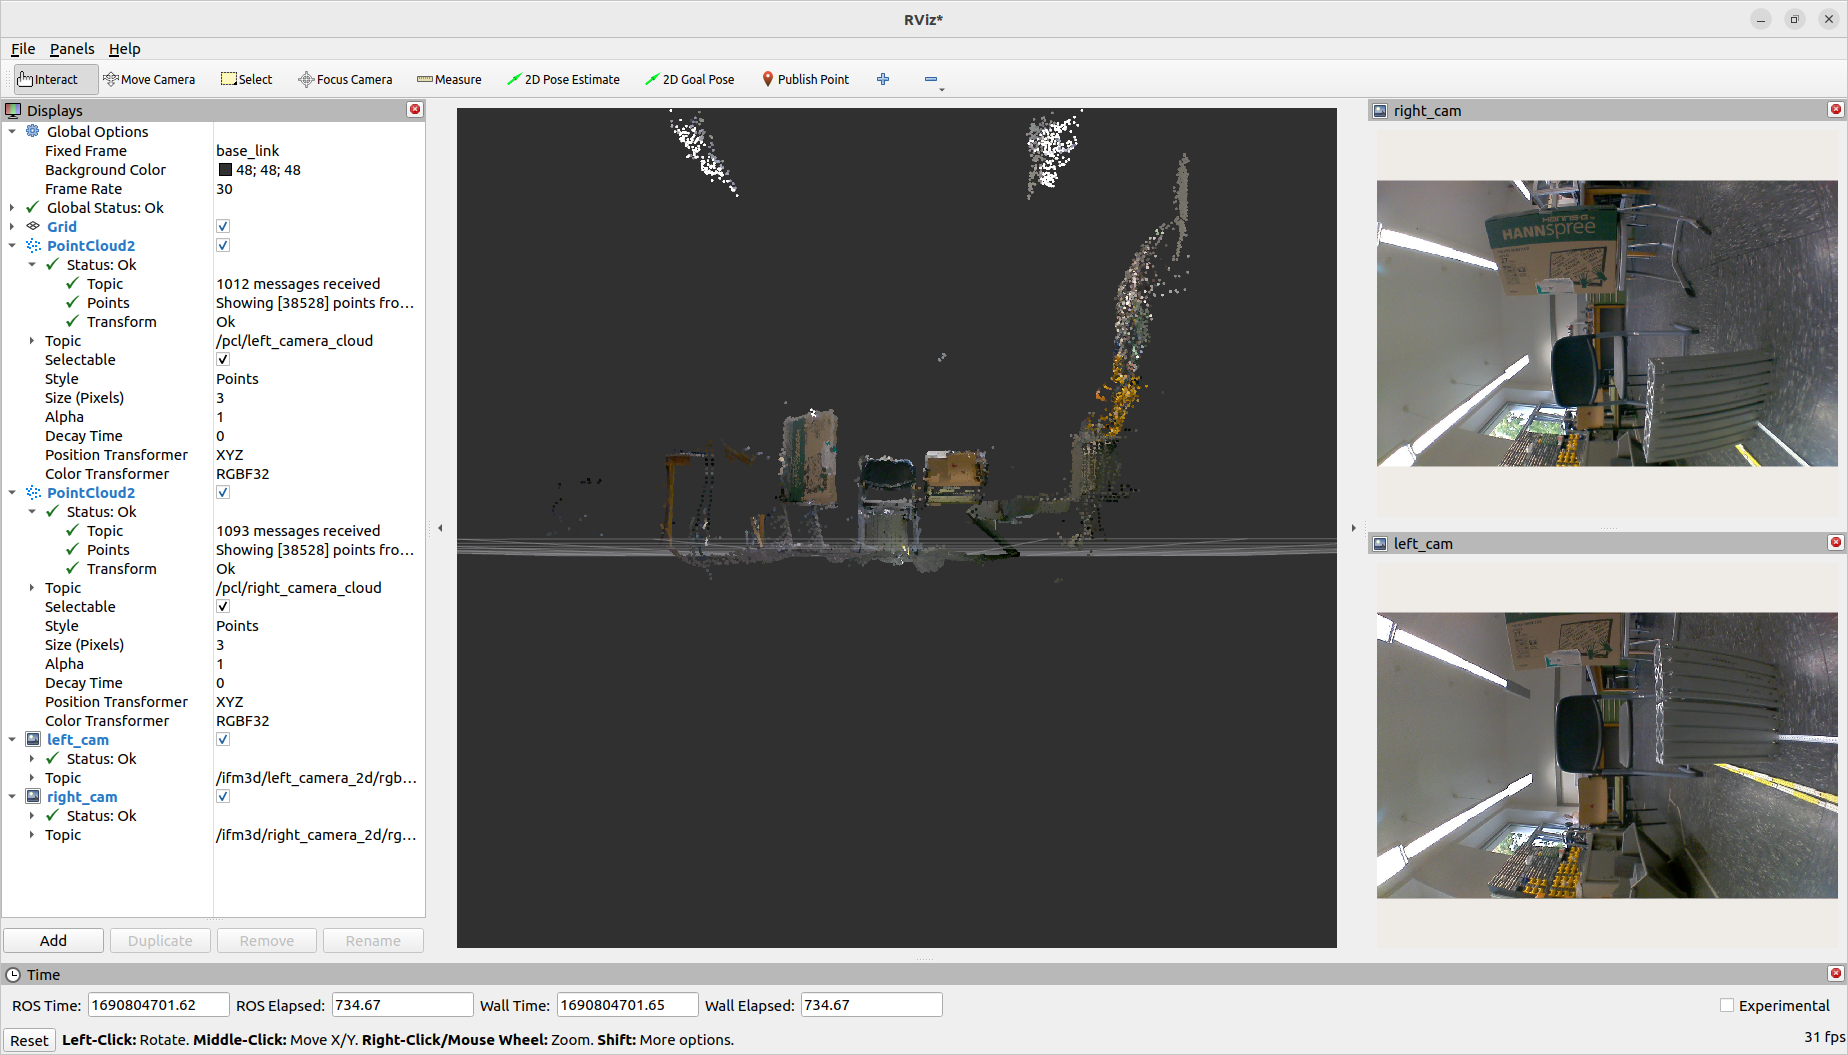 RViz*
File Panels Help
Interact Move Camera Select Focus Camera Measure 2D Pose Estimate 2D Goal Pose Publish Point
Displays
Global Options
Fixed Frame base_link
Background Color 48; 48; 48
Frame Rate 30
Global Status: Ok
Grid
PointCloud2
Status: Ok
Topic 1012 messages received
Points Showing [38528] points fro...
Transform Ok
Topic /pcl/left_camera_cloud
Selectable
Style Points
Size (Pixels) 3
Alpha 1
Decay Time 0
Position Transformer XYZ
Color Transformer RGBF32
PointCloud2
Status: Ok
Topic 1093 messages received
Points Showing [38528] points fro...
Transform Ok
Topic /pcl/right_camera_cloud
Selectable
Style Points
Size (Pixels) 3
Alpha 1
Decay Time 0
Position Transformer XYZ
Color Transformer RGBF32
left_cam
Status: Ok
Topic /ifm3d/left_camera_2d/rgb...
right_cam
Status: Ok
Topic /ifm3d/right_camera_2d/rg...
Add Duplicate Remove Rename
right_cam
HANNS-G
HANNspree
left_cam
Time
ROS Time: 1690804701.62 ROS Elapsed: 734.67 Wall Time: 1690804701.65 Wall Elapsed: 734.67 Experimental
Reset Left-Click: Rotate. Middle-Click: Move X/Y. Right-Click/Mouse Wheel: Zoom. Shift: More options. 31 fps